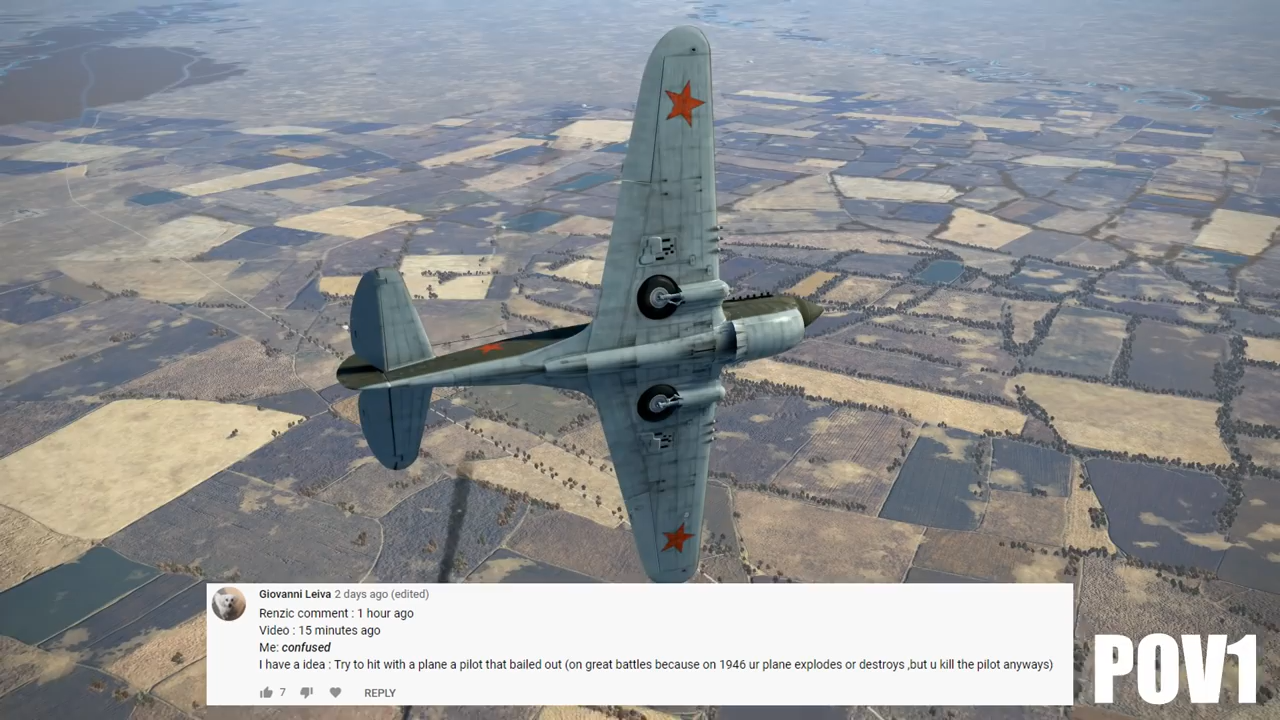 Giovanni Leiva 2 days ago (edited)
Renzic comment : 1 hour ago
Video : 15 minutes ago
Me: confused
I have a idea : Try to hit with a plane a pilot that bailed out (on great battles because on 1946 ur plane explodes or destroys ,but u kill the pilot anyways)
7 REPLY
POV1